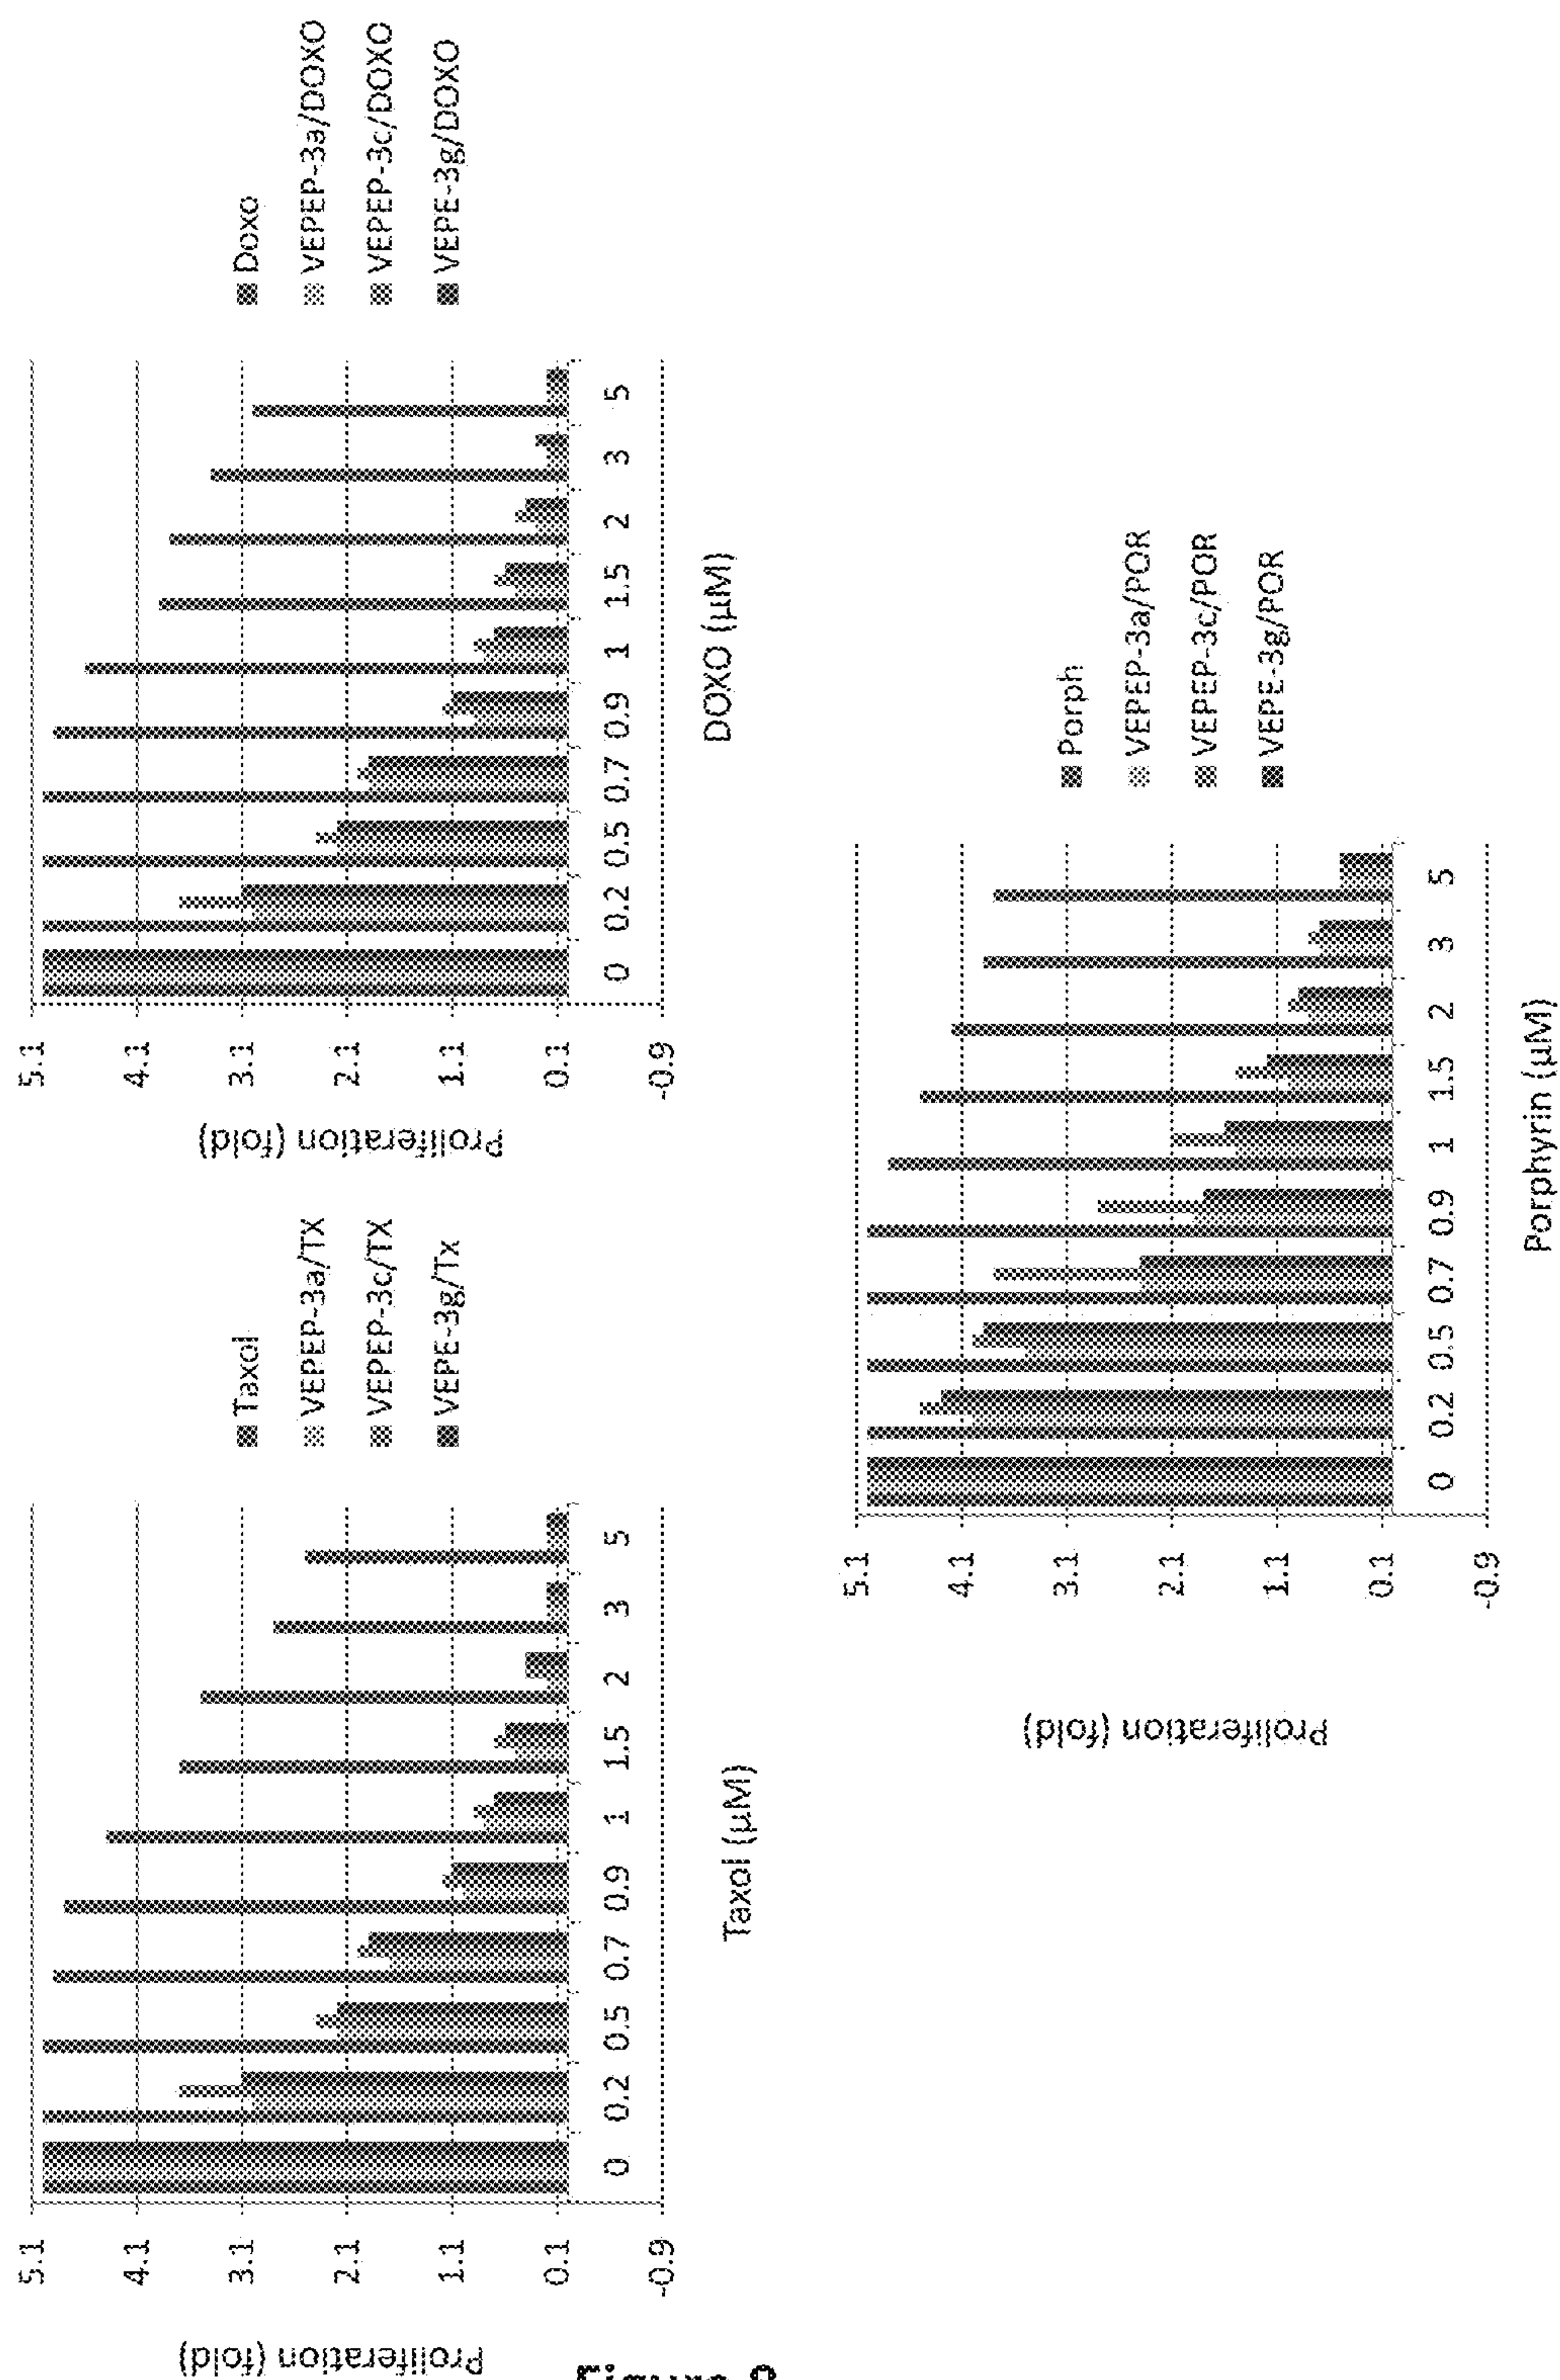 Proliferation (fold)
5.1
4.1
3.1
2.1
1.1
0.1
-0.9
0 0.2 0.5 0.7 0.9 1 1.5 2 3 5
Taxol (µM)
Taxol
VEPEP-3a/TX
VEPEP-3c/TX
VEPE-3g/Tx
Proliferation (fold)
5.1
4.1
3.1
2.1
1.1
0.1
-0.9
0 0.2 0.5 0.7 0.9 1 1.5 2 3 5
DOXO (µM)
Doxo
VEPEP-3a/DOXO
VEPEP-3c/DOXO
VEPE-3g/DOXO
Proliferation (fold)
5.1
4.1
3.1
2.1
1.1
0.1
-0.9
0 0.2 0.5 0.7 0.9 1 1.5 2 3 5
Porphyrin (µM)
Porph
VEPEP-3a/POR
VEPEP-3c/POR
VEPE-3g/POR